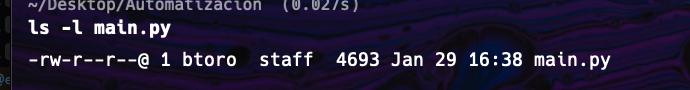 ~/Desktop/Automatizacion (0.027s)
ls -l main.py
-rw-r--r--@ 1 btoro  staff  4693 Jan 29 16:38 main.py